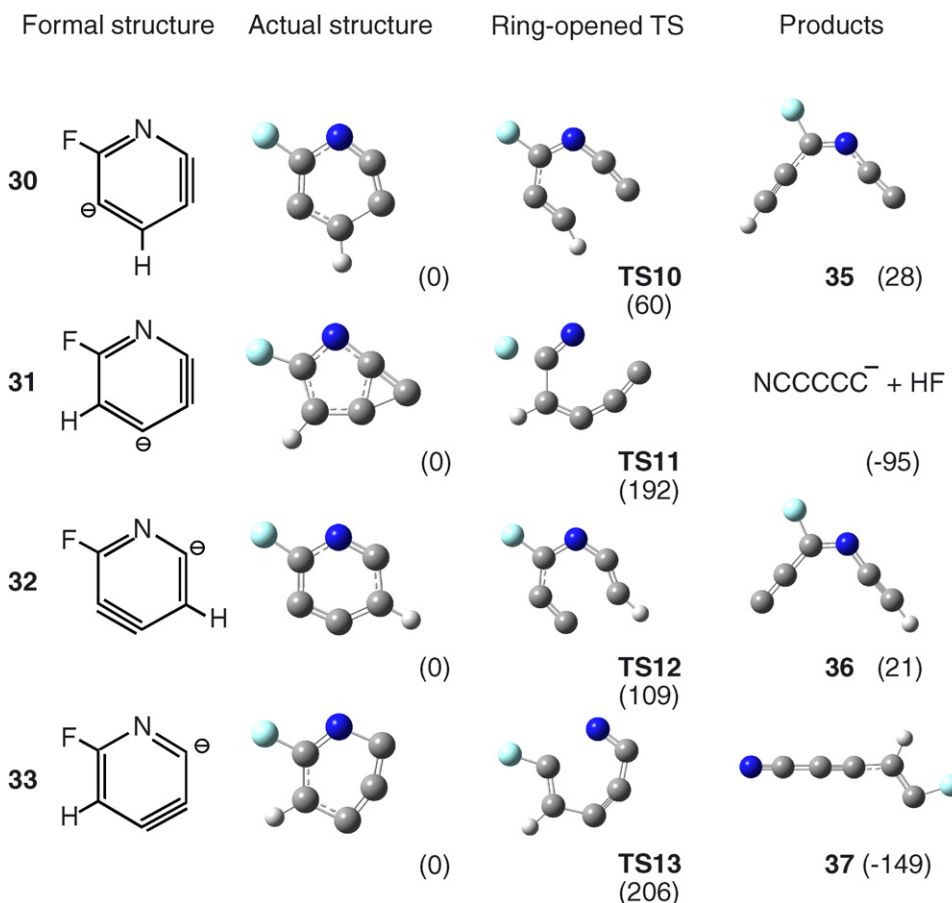 Formal structure Actual structure Ring-opened TS Products
30 F N ⊖ H
(0) TS10 35 (28)
(60)
31 F N H ⊖ NCCCCC⁻ + HF
(0) (-95)
TS11
(192)
32 F N ⊖ H
(0) TS12 36 (21)
(109)
33 F N ⊖ H
(0) TS13 37 (-149)
(206)